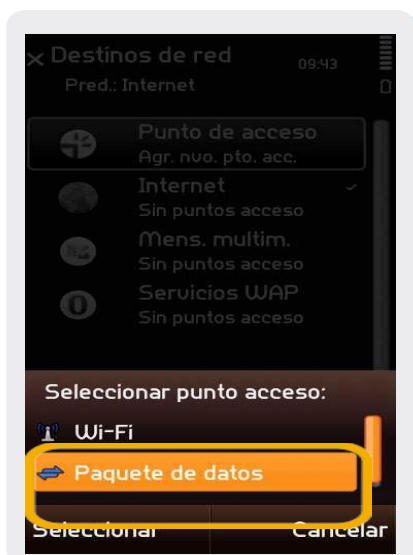 Destinos de red
09:43
Pred.: Internet
Punto de acceso
Agr. nvo. pto. acc.
Internet
Sin puntos acceso
Mens. multim.
Sin puntos acceso
Servicios WAP
Sin puntos acceso
Seleccionar punto acceso:
Wi-Fi
Paquete de datos
Seleccionar
Cancelar